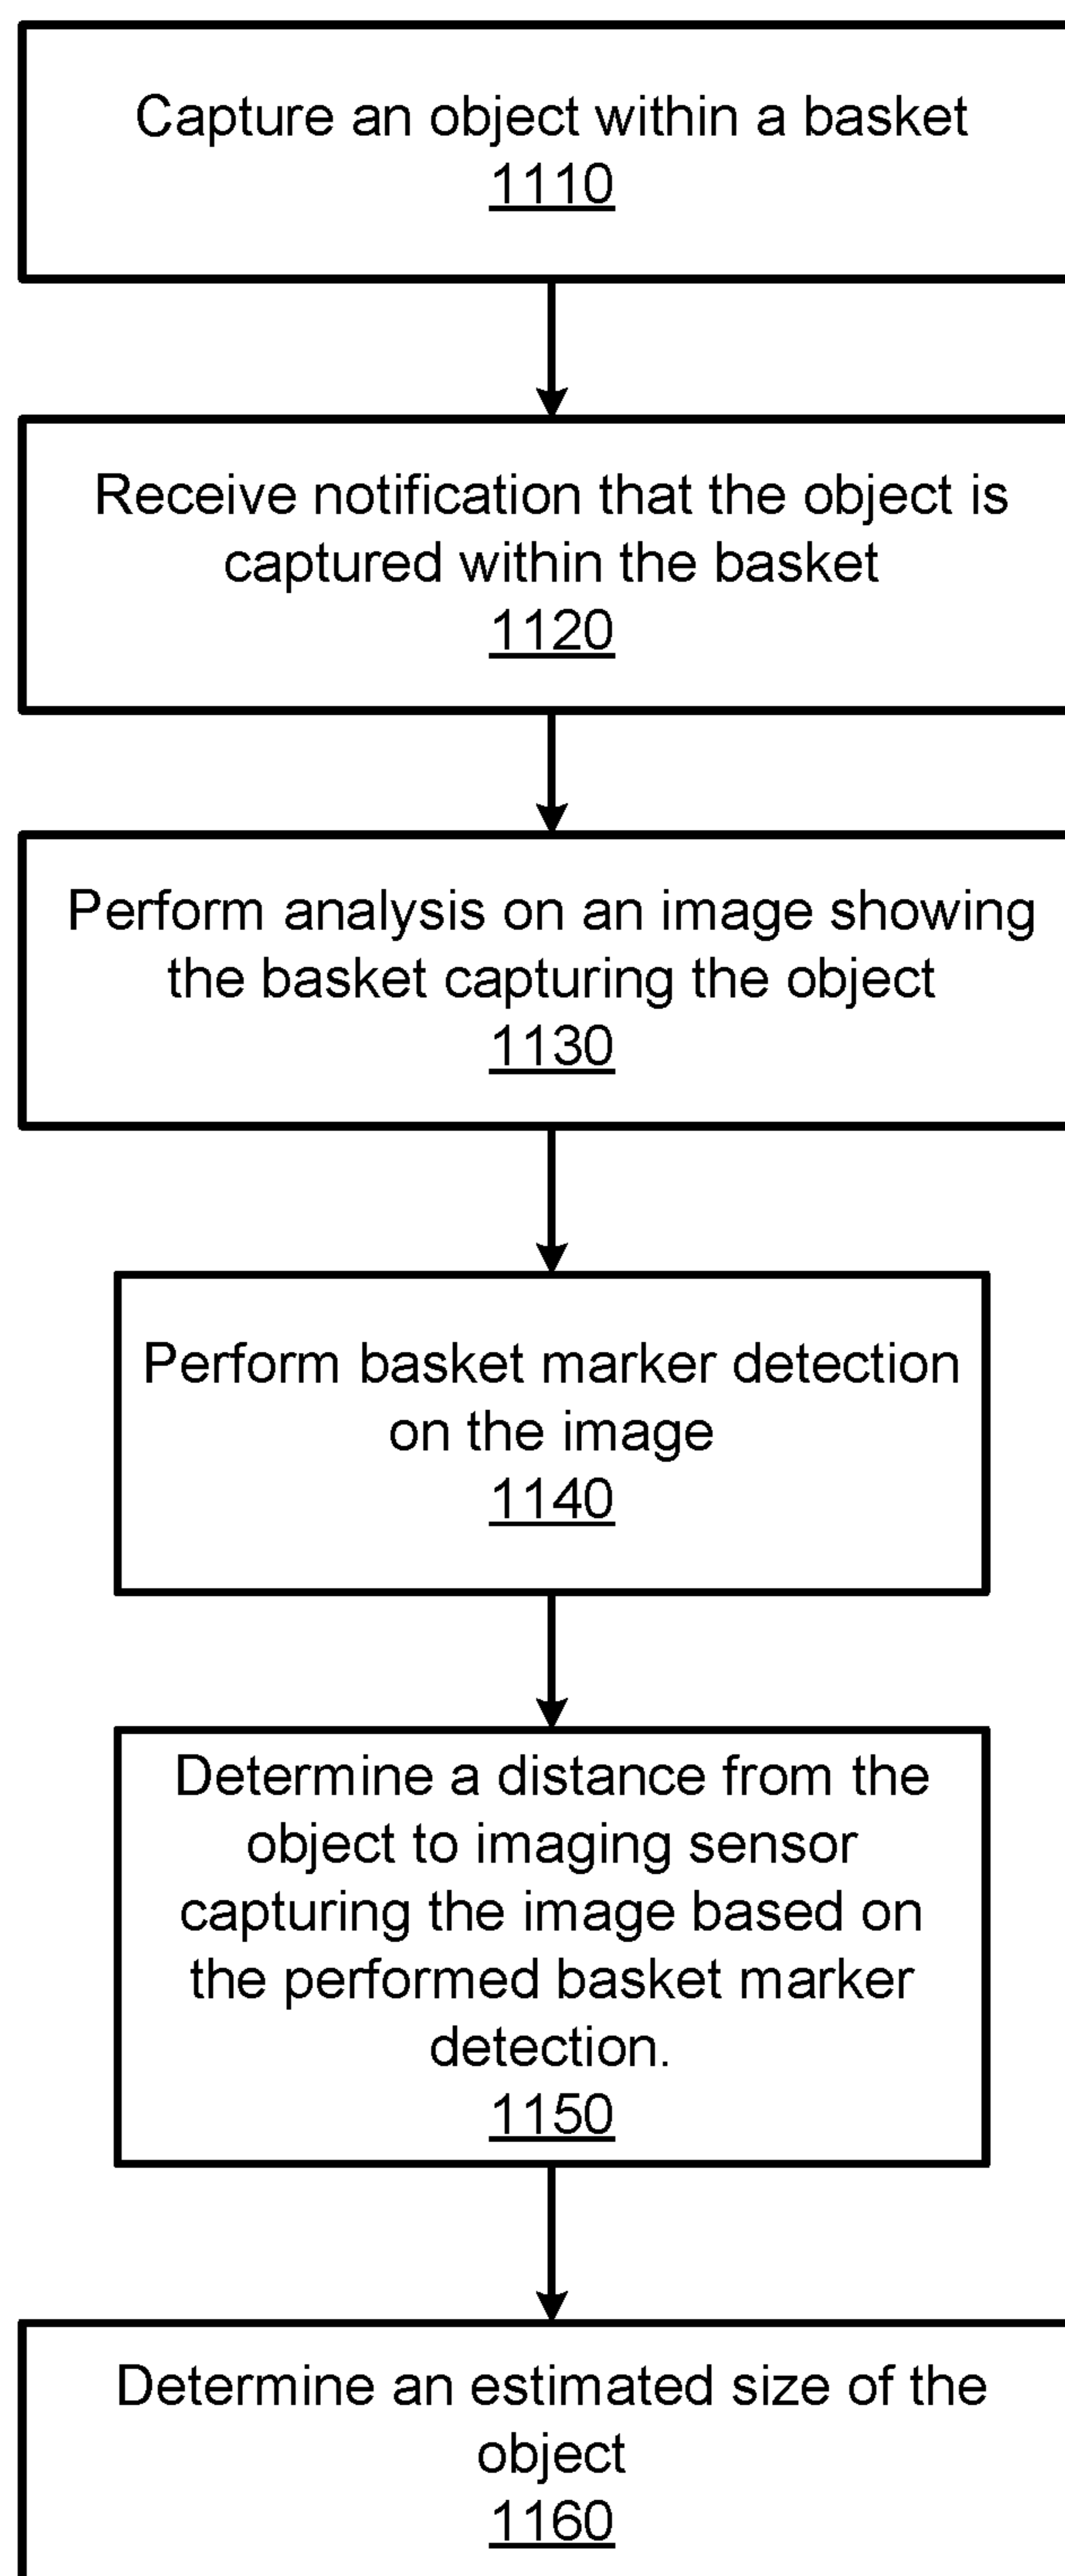 Capture an object within a basket
1110
Receive notification that the object is
captured within the basket
1120
Perform analysis on an image showing
the basket capturing the object
1130
Perform basket marker detection
on the image
1140
Determine a distance from the
object to imaging sensor
capturing the image based on
the performed basket marker
detection.
1150
Determine an estimated size of the
object
1160